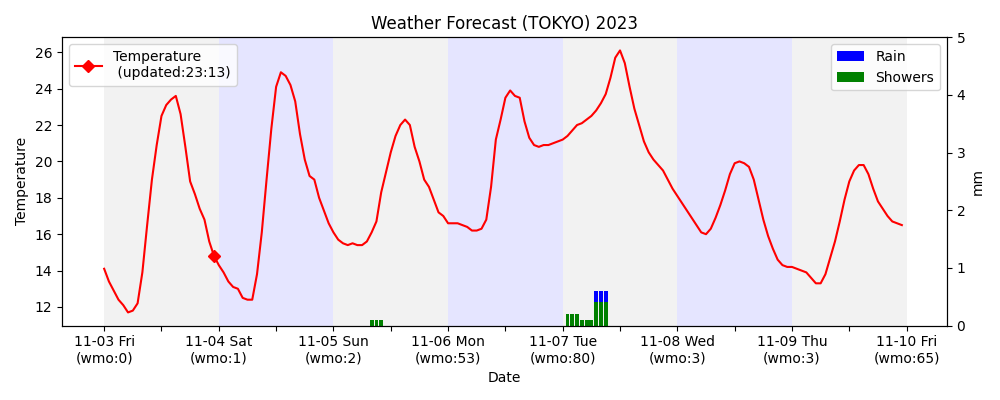 Weather Forecast (TOKYO) 2023
Temperature
(updated:23:13)
Rain
Showers
26
24
22
20
18
16
14
12
Temperature
5
4
3
2
1
0
mm
11-03 Fri
(wmo:0)
11-04 Sat
(wmo:1)
11-05 Sun
(wmo:2)
11-06 Mon
(wmo:53)
11-07 Tue
(wmo:80)
11-08 Wed
(wmo:3)
11-09 Thu
(wmo:3)
11-10 Fri
(wmo:65)
Date